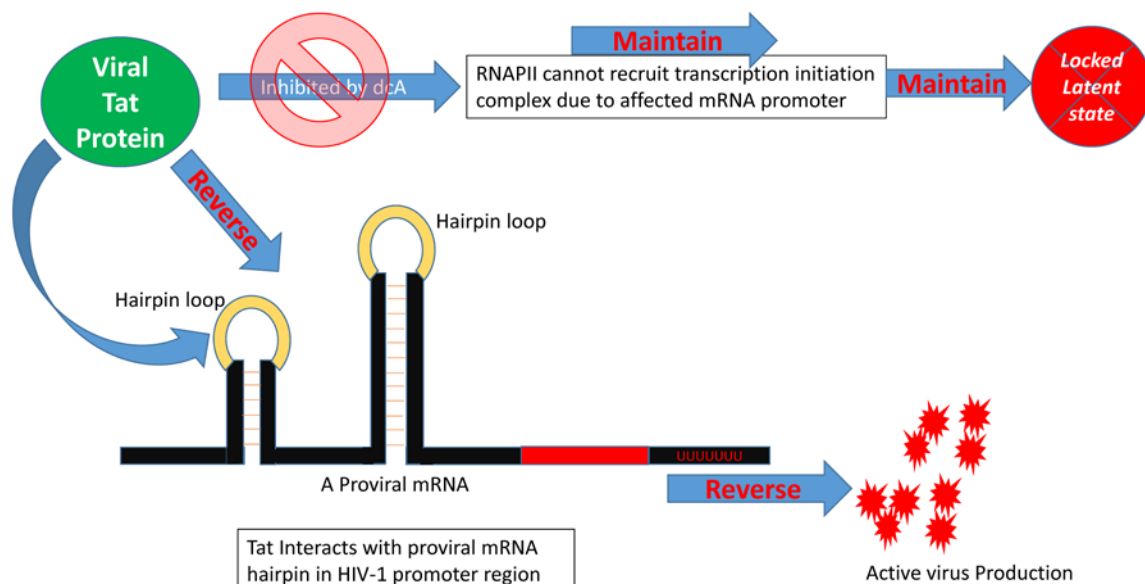 Viral
Tat
Protein
Inhibited by dcA
Maintain
RNAPII cannot recruit transcription initiation
complex due to affected mRNA promoter
Maintain
Locked
Latent
state
Reverse
Hairpin loop
Hairpin loop
UUUUUUU
A Proviral mRNA
Reverse
Tat Interacts with proviral mRNA
hairpin in HIV-1 promoter region
Active virus Production